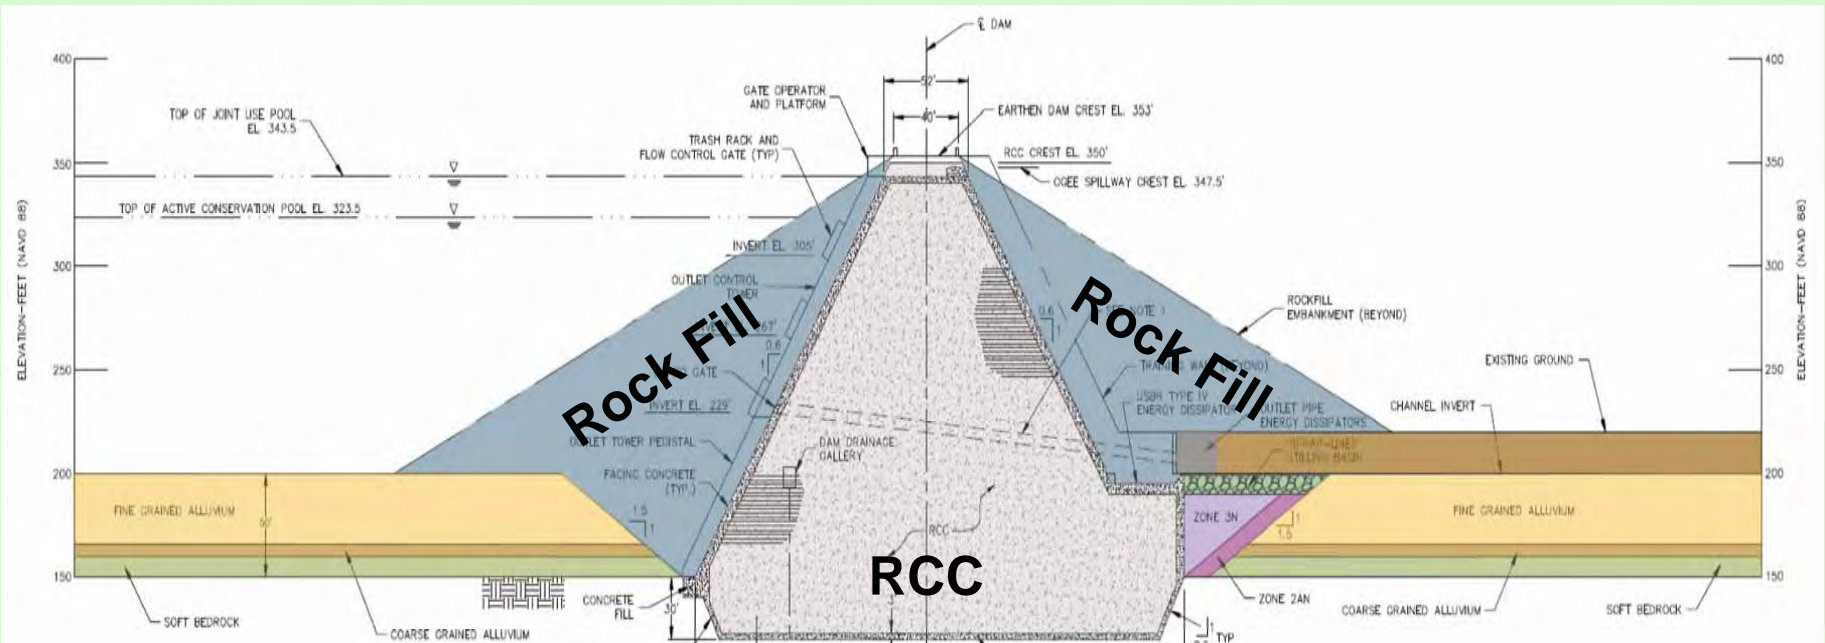 ℄ DAM
400
400
52'
GATE OPERATOR
AND PLATFORM
EARTHEN DAM CREST EL. 353'
TOP OF JOINT USE POOL
EL. 343.5
40'
TRASH RACK AND
FLOW CONTROL GATE (TYP)
RCC CREST EL. 350'
350
350
OGEE SPILLWAY CREST EL. 347.5'
TOP OF ACTIVE CONSERVATION POOL EL. 323.5
ELEVATION-FEET (NAVD 88)
ELEVATION-FEET (NAVD 88)
INVERT EL. 305'
300
300
OUTLET CONTROL
TOWER
ROCKFILL
EMBANKMENT (BEYOND)
Rock Fill
Rock Fill
0.6
1
SEE NOTE 1
267'
0.6
1
GATE
250
250
EXISTING GROUND
USBR TYPE IV
ENERGY DISSIPATOR
INVERT EL. 229'
OUTLET PIPE
ENERGY DISSIPATORS
CHANNEL INVERT
OUTLET TOWER PEDISTAL
DAM DRAINAGE
GALLERY
FACING CONCRETE
(TYP.)
200
200
FINE GRAINED ALLUVIUM
50'
1.5
1
RCC
ZONE 3N
1
1.5
FINE GRAINED ALLUVIUM
RCC
150
150
CONCRETE
FILL
30'
ZONE 2AN
SOFT BEDROCK
COARSE GRAINED ALLUVIUM
COARSE GRAINED ALLUVIUM
SOFT BEDROCK
1
TYP